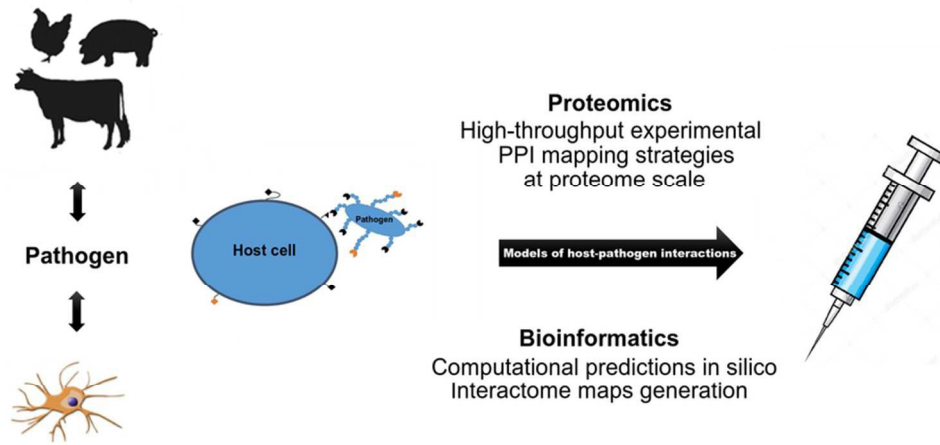 Proteomics
High-throughput experimental
PPI mapping strategies
at proteome scale
Pathogen
Host cell
Pathogen
Models of host-pathogen interactions
Bioinformatics
Computational predictions in silico
Interactome maps generation